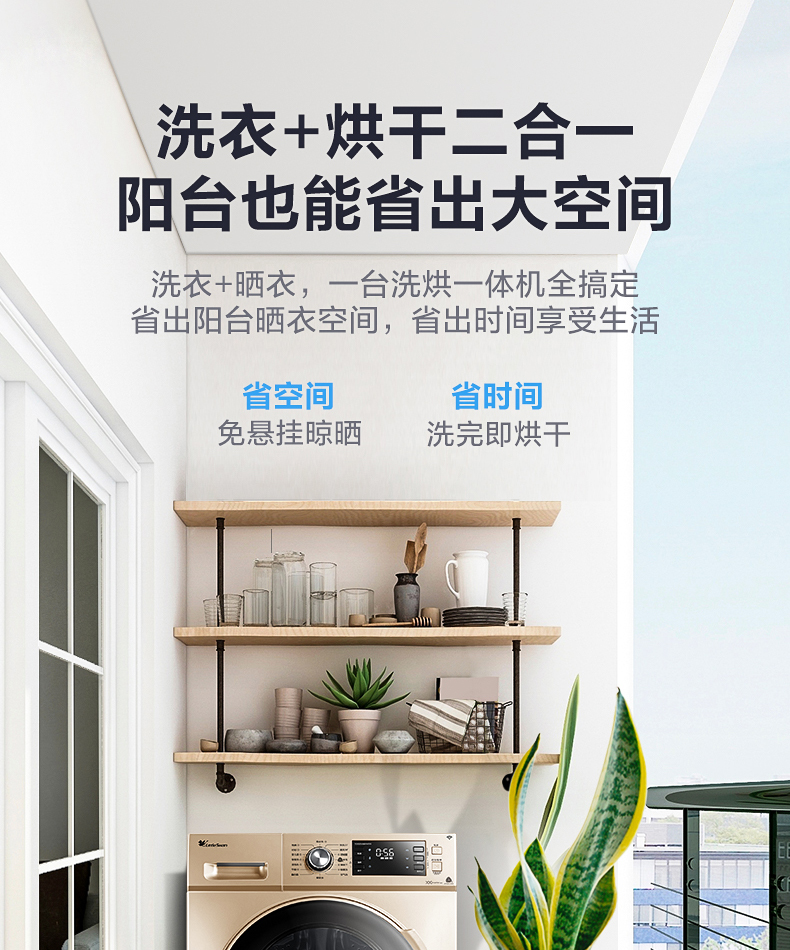 洗衣+烘干二合一
阳台也能省出大空间
洗衣+晒衣，一台洗烘一体机全搞定
省出阳台晒衣空间，省出时间享受生活
省空间 省时间
免悬挂晾晒 洗完即烘干
LittleSwan
0:56